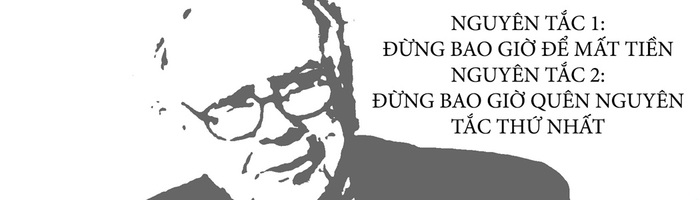 NGUYÊN TẮC 1:
ĐỪNG BAO GIỜ ĐỂ MẤT TIỀN
NGUYÊN TẮC 2:
ĐỪNG BAO GIỜ QUÊN NGUYÊN
TẮC THỨ NHẤT